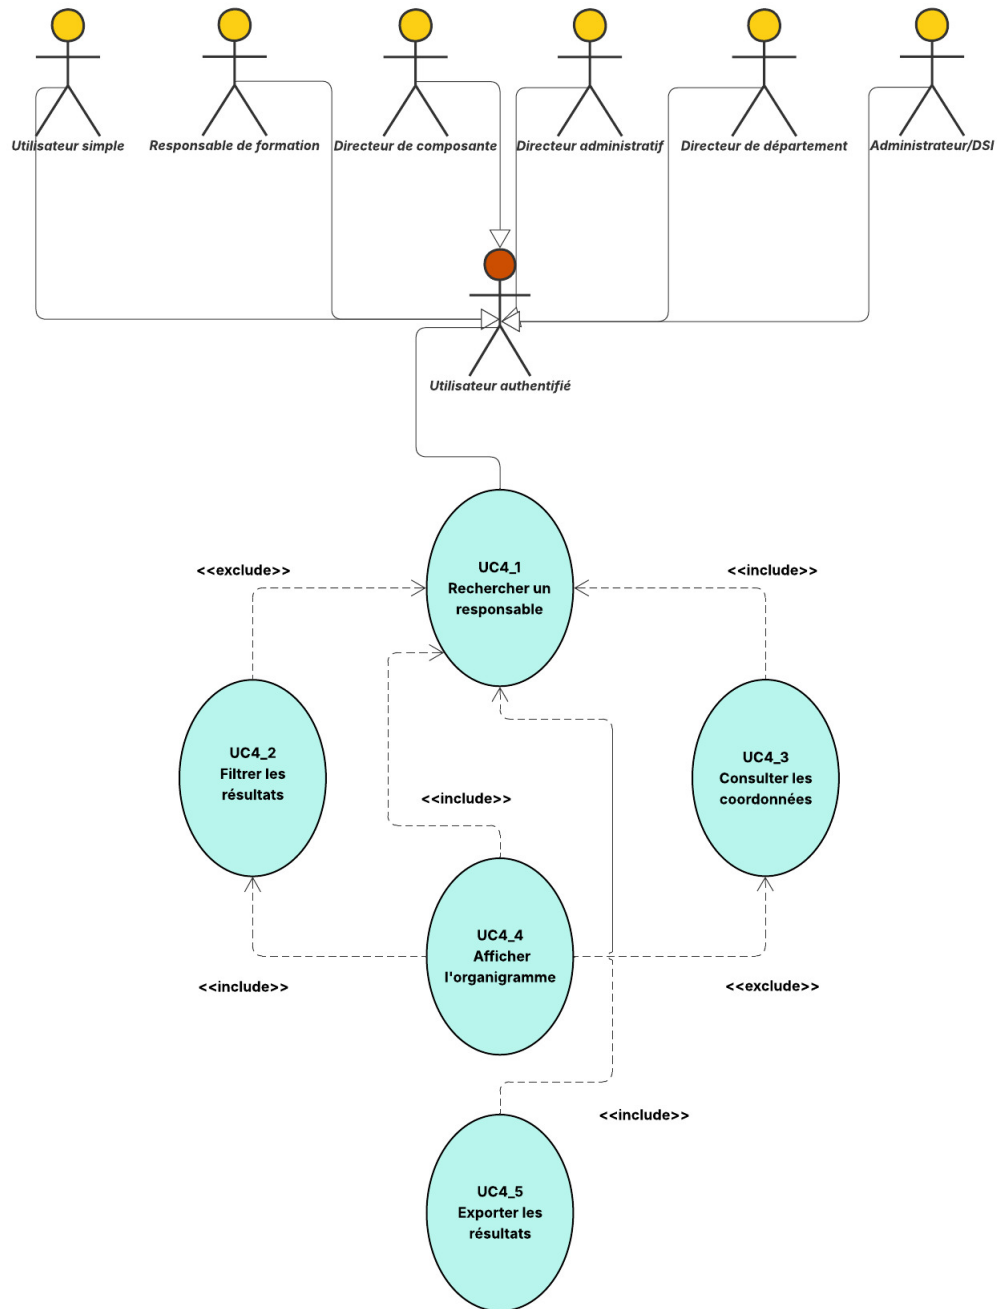 Utilisateur simple
Responsable de formation
Directeur de composante
Directeur administratif
Directeur de département
Administrateur/DSI
Utilisateur authentifié
UC4_1
Rechercher un
responsable
<<exclude>>
<<include>>
UC4_2
Filtrer les
résultats
UC4_3
Consulter les
coordonnées
<<include>>
UC4_4
Afficher
l'organigramme
<<include>>
<<exclude>>
<<include>>
UC4_5
Exporter les
résultats